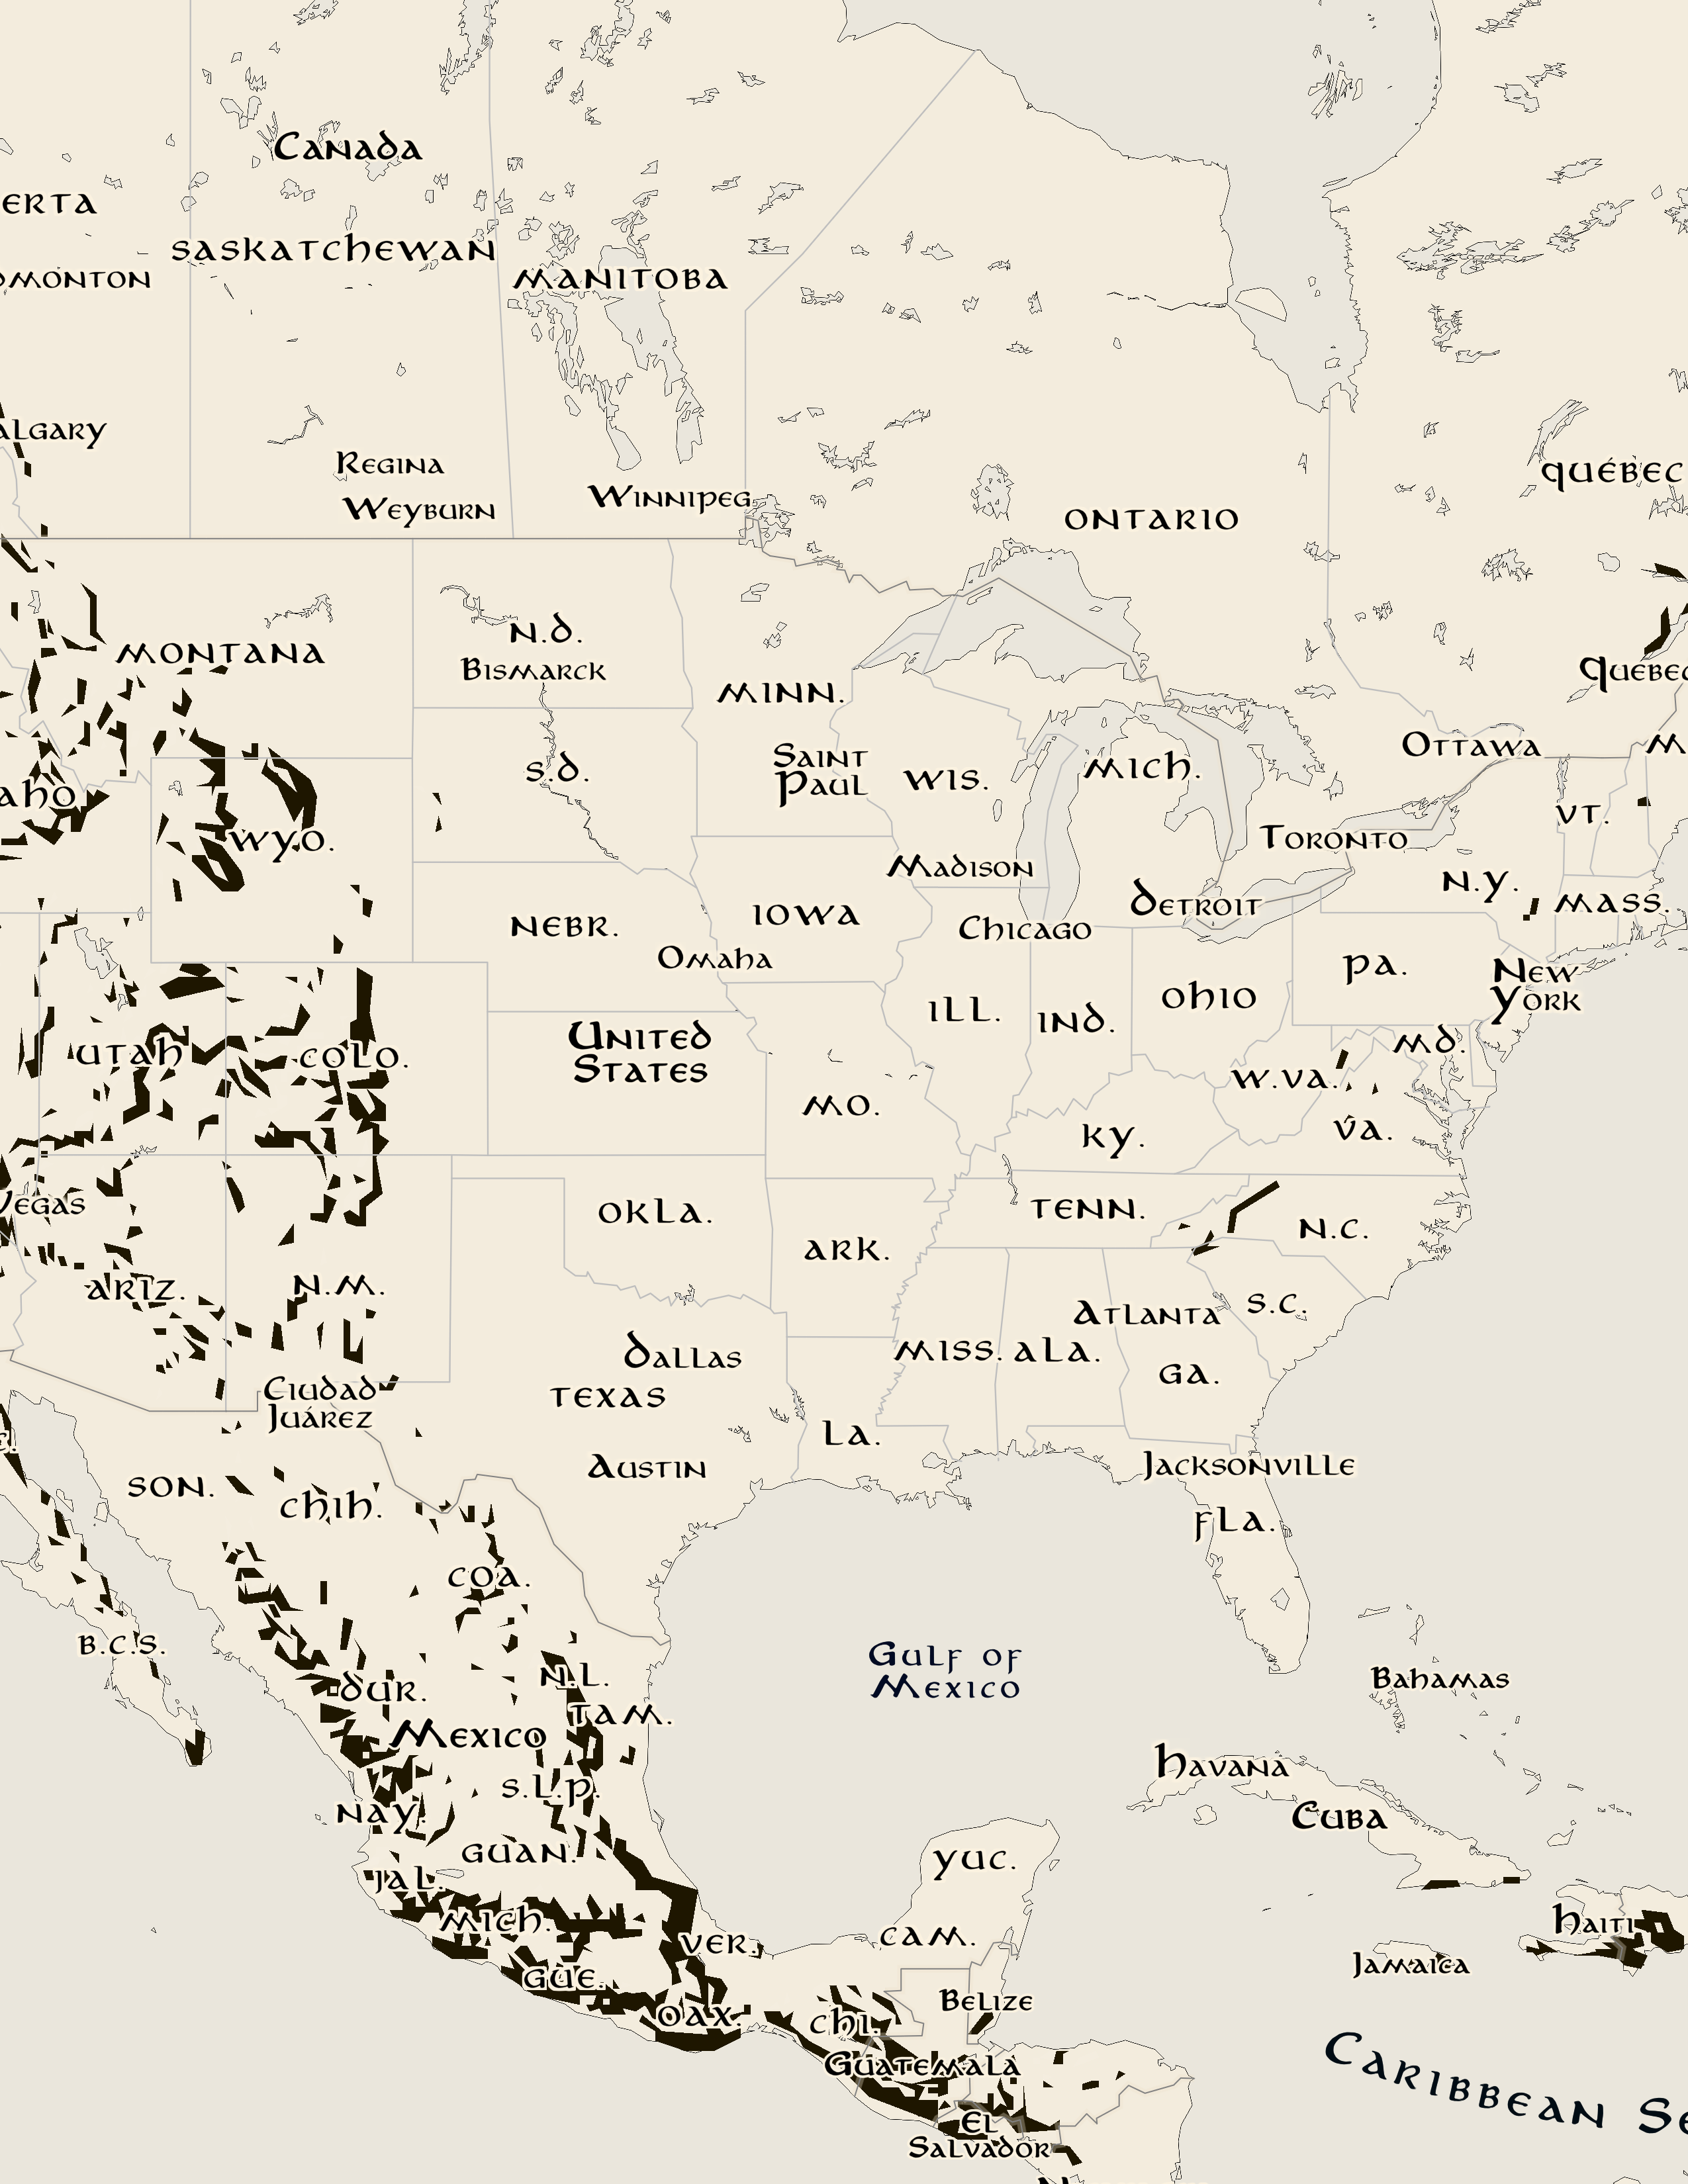 Canada
ERTA
SASKATCHEWAN
MANITOBA
MONTON
ALGARY
REGINA
WEYBURN
WINNIPEG
ONTARIO
QUÉBEC
N.D.
MONTANA
BISMARCK
QUEBEC
MINN.
OTTAWA
M
SAINT
PAUL
S.D.
WIS.
MICH.
AHO
VT.
WYO.
TORONTO
MADISON
N.Y.
DETROIT
MASS.
IOWA
NEBR.
CHICAGO
OMAHA
PA.
NEW
YORK
OHIO
ILL.
IND.
UNITED
STATES
MD.
UTAH
COLO.
W.VA.
MO.
VA.
KY.
VEGAS
OKLA.
TENN.
N.C.
ARK.
ARIZ.
N.M.
S.C.
ATLANTA
DALLAS
MISS.
ALA.
GA.
CIUDAD
JUÁREZ
TEXAS
LA.
AUSTIN
JACKSONVILLE
SON.
CHIH.
FLA.
COA.
B.C.S.
GULF OF
MEXICO
N.L.
BAHAMAS
DUR.
TAM.
MEXICO
HAVANA
S.L.P.
NAY.
CUBA
GUAN.
YUC.
JAL.
MICH.
HAITI
VER.
CAM.
JAMAICA
GUE.
BELIZE
OAX.
CHI.
GUATEMALA
CARIBBEAN SE
EL
SALVADOR